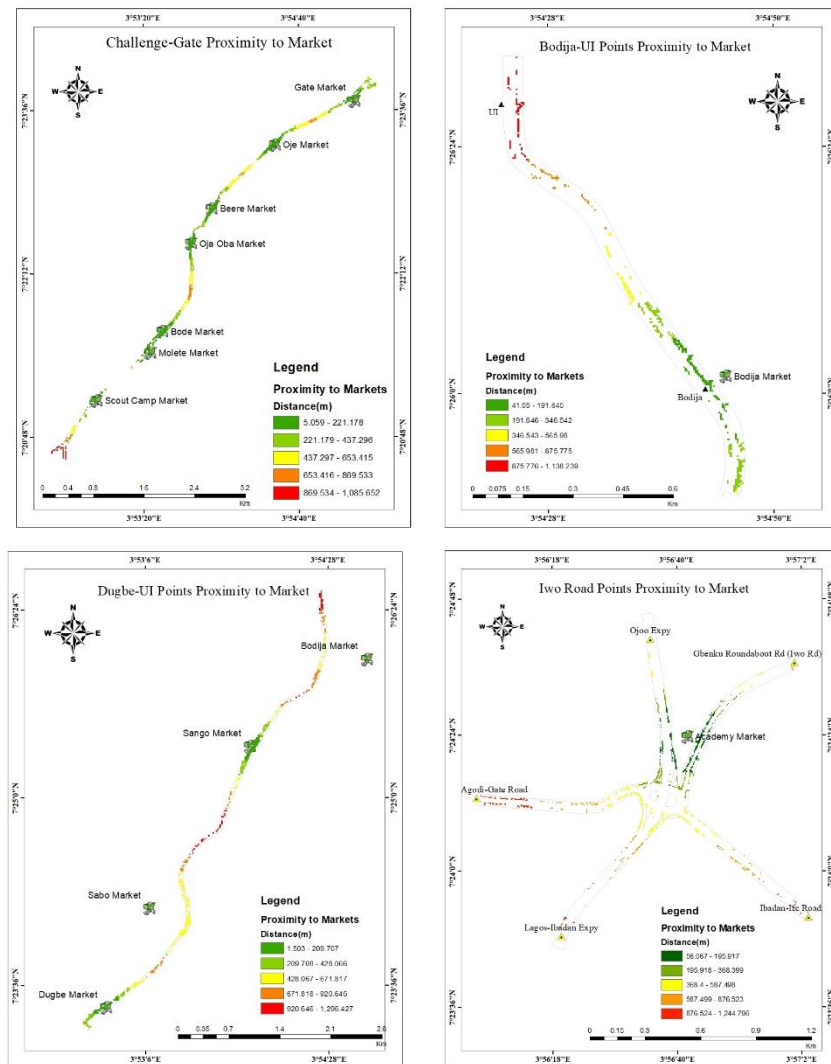 3°53'20"E 3°54'40"E
Challenge-Gate Proximity to Market
N
W E
S
7°23'36"N
7°23'36"N
Gate Market
Oje Market
Beere Market
Oja Oba Market
7°22'12"N
7°22'12"N
Bode Market
Molete Market
Scout Camp Market
Legend
Proximity to Markets
Distance(m)
5.059 - 221.178
221.179 - 437.296
437.297 - 653.415
653.416 - 869.533
869.534 - 1,085.652
7°20'48"N
7°20'48"N
0 0.4 0.8 1.6 2.4 3.2
Km
3°53'20"E 3°54'40"E
3°54'28"E 3°54'50"E
Bodija-UI Points Proximity to Market
N
W E
S
UI
7°26'24"N
Bodija Market
Bodija
7°26'0"N
Legend
Proximity to Markets
Distance(m)
41.05 - 191.645
191.646 - 346.542
346.543 - 565.98
565.981 - 875.775
875.776 - 1,138.239
0 0.075 0.15 0.3 0.45 0.6
Km
3°54'28"E 3°54'50"E
3°53'6"E 3°54'28"E
Dugbe-UI Points Proximity to Market
N
W E
S
7°26'24"N
7°26'24"N
Bodija Market
Sango Market
7°25'0"N
7°25'0"N
Sabo Market
Dugbe Market
7°23'36"N
7°23'36"N
Legend
Proximity to Markets
Distance(m)
1.503 - 209.707
209.708 - 428.066
428.067 - 671.817
671.818 - 920.645
920.646 - 1,296.427
0 0.35 0.7 1.4 2.1 2.8
Km
3°53'6"E 3°54'28"E
3°56'18"E 3°56'40"E 3°57'2"E
Iwo Road Points Proximity to Market
N
W E
S
7°24'48"N
Ojoo Expy
Gbenku Roundabout Rd (Iwo Rd)
7°24'24"N
Academy Market
Agodi-Gate Road
7°24'0"N
Lagos-Ibadan Expy
Ibadan-Ife Road
Legend
Proximity to Markets
Distance(m)
56.067 - 195.917
195.918 - 368.399
368.4 - 587.498
587.499 - 876.523
876.524 - 1,244.796
7°23'36"N
0 0.15 0.3 0.6 0.9 1.2
Km
3°56'18"E 3°56'40"E 3°57'2"E